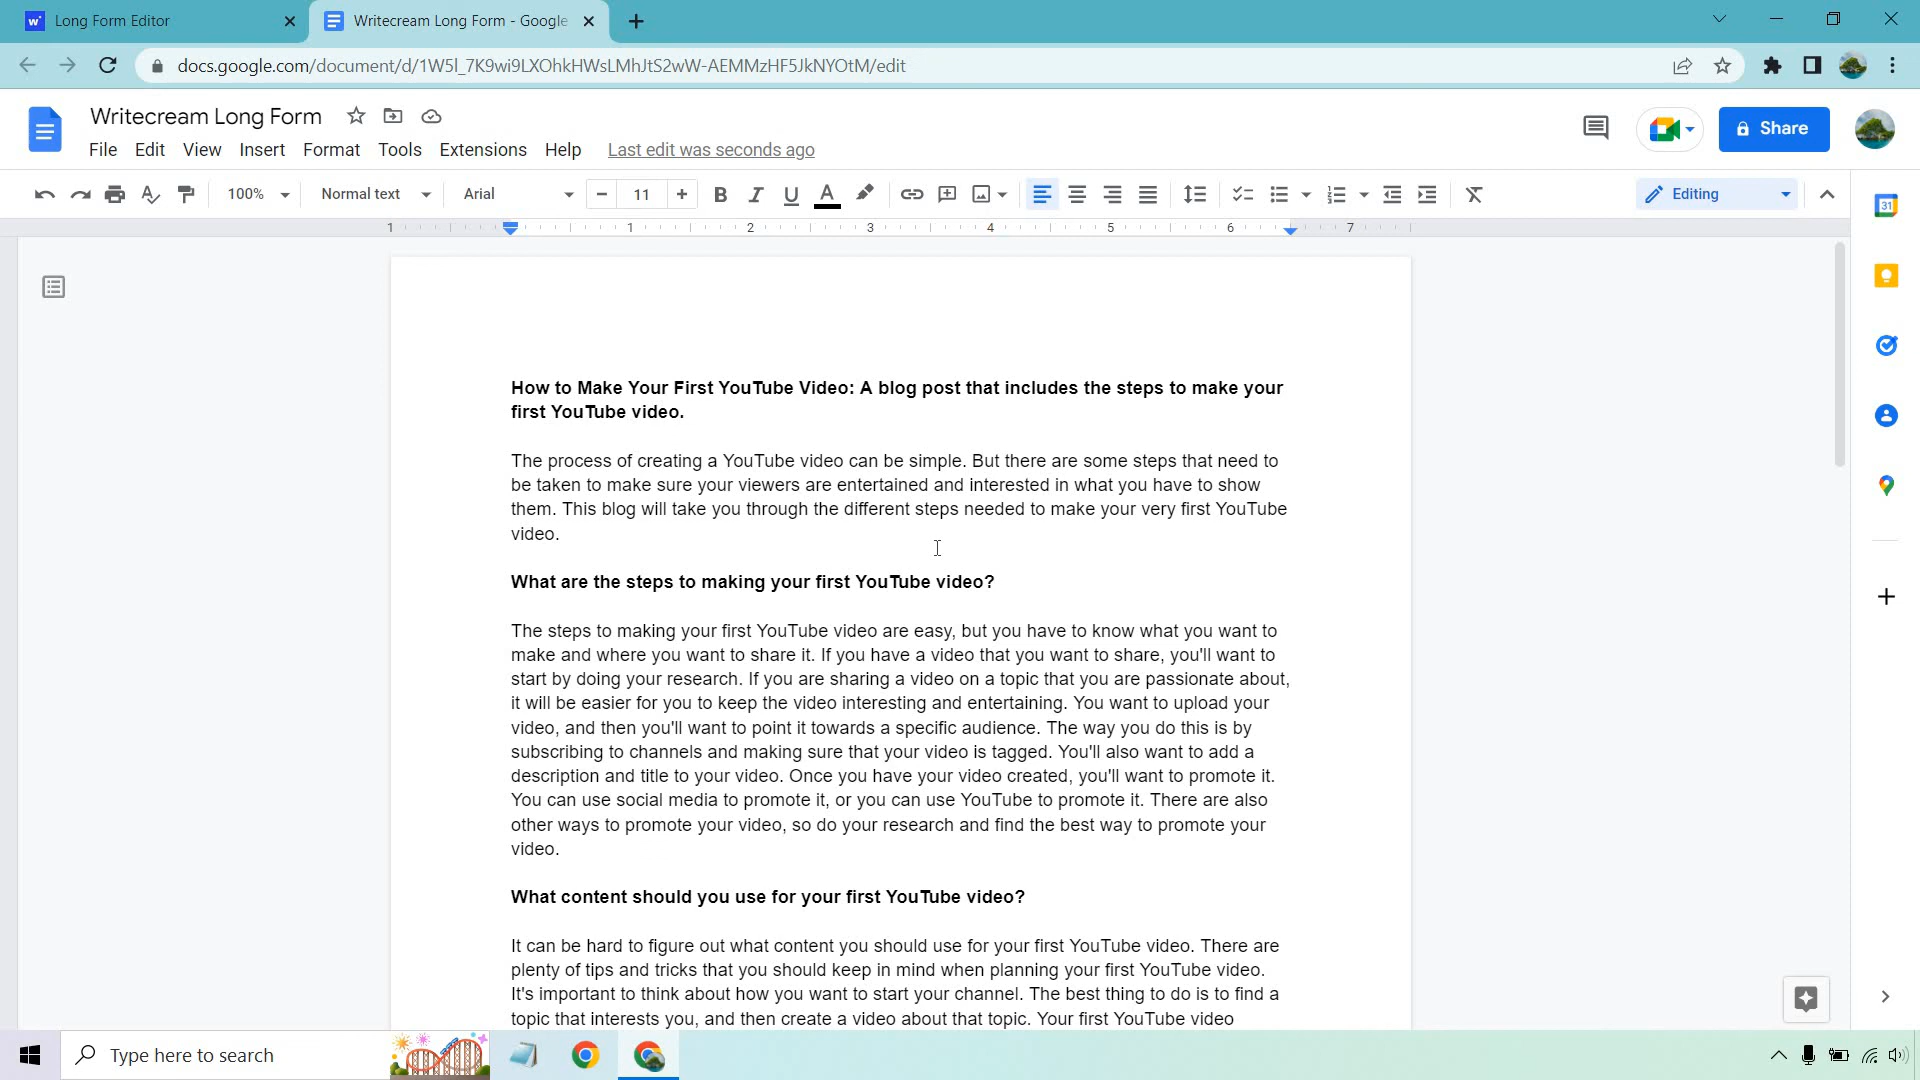 Long Form Editor
Writecream Long Form - Google
docs.google.com/document/d/1W5l_7K9wi9LXOhkHWsLMhJtS2wW-AEMMzHF5JkNYOtM/edit
Writecream Long Form
File Edit View Insert Format Tools Extensions Help Last edit was seconds ago
Share
100% Normal text Arial 11 Editing
1 1 2 3 4 5 6 7
31
How to Make Your First YouTube Video: A blog post that includes the steps to make your
first YouTube video.
The process of creating a YouTube video can be simple. But there are some steps that need to
be taken to make sure your viewers are entertained and interested in what you have to show
them. This blog will take you through the different steps needed to make your very first YouTube
video.
What are the steps to making your first YouTube video?
The steps to making your first YouTube video are easy, but you have to know what you want to
make and where you want to share it. If you have a video that you want to share, you'll want to
start by doing your research. If you are sharing a video on a topic that you are passionate about,
it will be easier for you to keep the video interesting and entertaining. You want to upload your
video, and then you'll want to point it towards a specific audience. The way you do this is by
subscribing to channels and making sure that your video is tagged. You'll also want to add a
description and title to your video. Once you have your video created, you'll want to promote it.
You can use social media to promote it, or you can use YouTube to promote it. There are also
other ways to promote your video, so do your research and find the best way to promote your
video.
What content should you use for your first YouTube video?
It can be hard to figure out what content you should use for your first YouTube video. There are
plenty of tips and tricks that you should keep in mind when planning your first YouTube video.
It's important to think about how you want to start your channel. The best thing to do is to find a
topic that interests you, and then create a video about that topic. Your first YouTube video
Type here to search